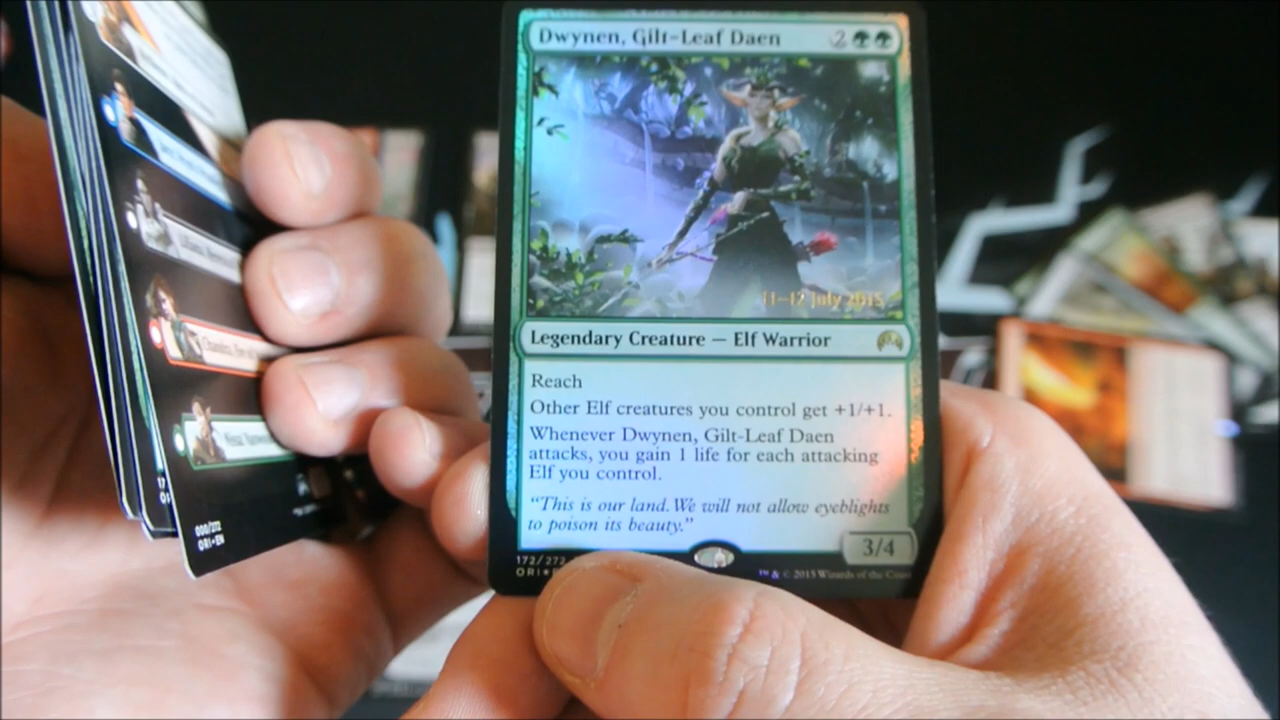 Dwynen, Gilt-Leaf Daen 2
11-12 July 2015
Legendary Creature — Elf Warrior
Reach
Other Elf creatures you control get +1/+1.
Whenever Dwynen, Gilt-Leaf Daen
attacks, you gain 1 life for each attacking
Elf you control.
“This is our land. We will not allow eyeblights
to poison its beauty.”
3/4
172/272
ORI
™ & © 2015 Wizards of the
000/272
ORI•EN